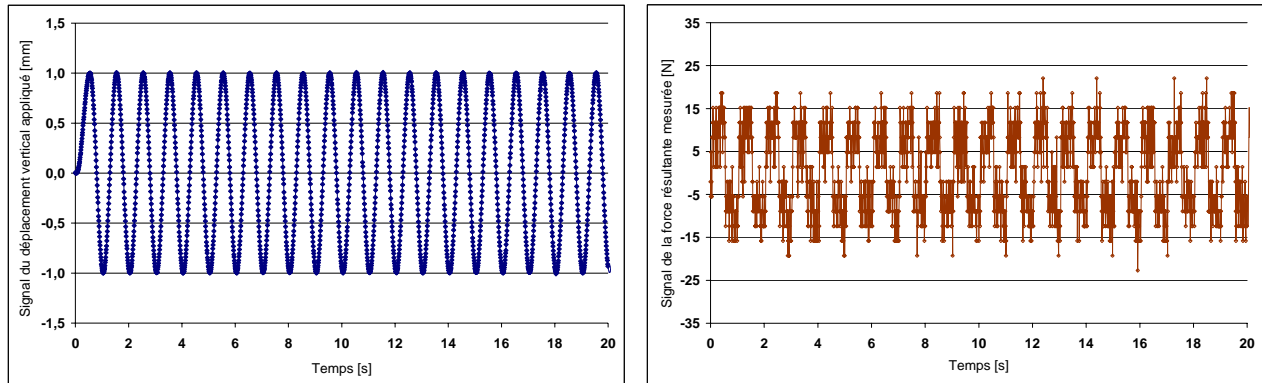 Signal du déplacement vertical appliqué [mm]
1,5
1,0
0,5
0,0
-0,5
-1,0
-1,5
0 2 4 6 8 10 12 14 16 18 20
Temps [s]
Signal de la force résultante mesurée [N]
35
25
15
5
-5
-15
-25
-35
0 2 4 6 8 10 12 14 16 18 20
Temps [s]